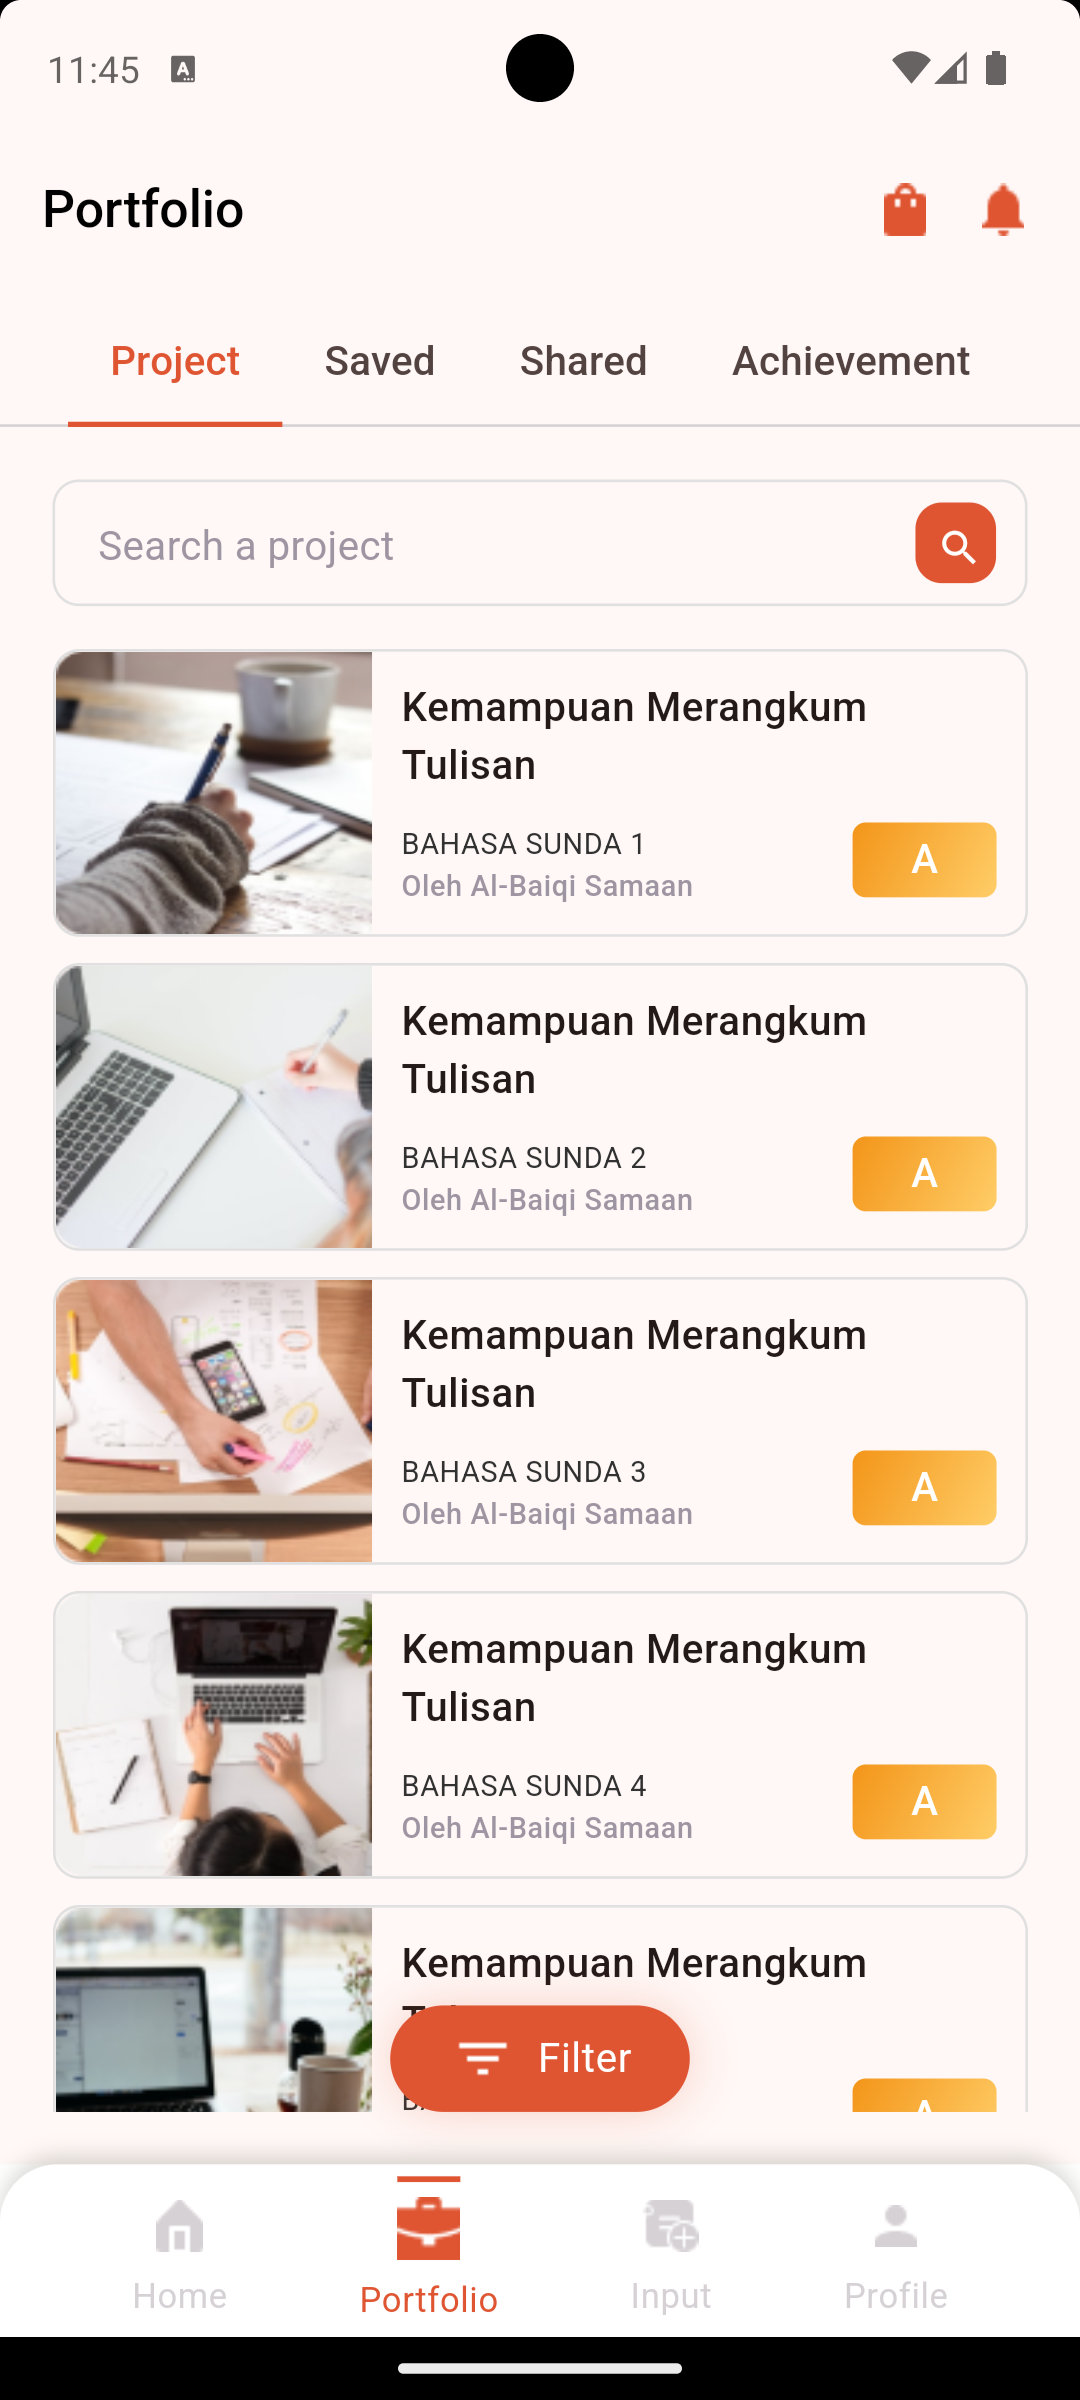 11:45
Portfolio
Project Saved Shared Achievement
Search a project
Kemampuan Merangkum
Tulisan
BAHASA SUNDA 1
Oleh Al-Baiqi Samaan
A
Kemampuan Merangkum
Tulisan
BAHASA SUNDA 2
Oleh Al-Baiqi Samaan
A
Kemampuan Merangkum
Tulisan
BAHASA SUNDA 3
Oleh Al-Baiqi Samaan
A
Kemampuan Merangkum
Tulisan
BAHASA SUNDA 4
Oleh Al-Baiqi Samaan
A
Kemampuan Merangkum
Filter
A
Home Portfolio Input Profile